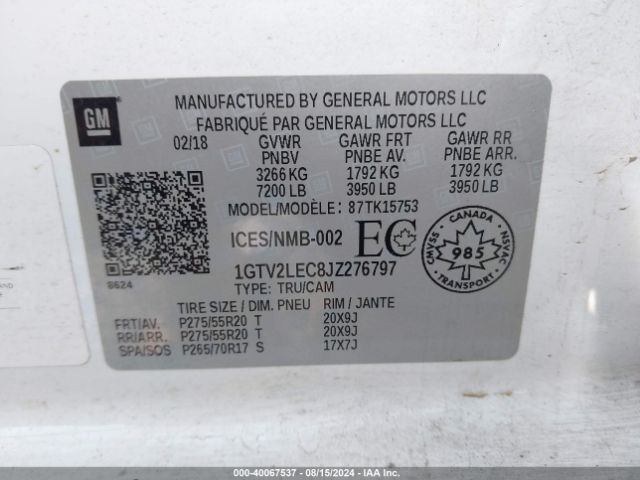 GM
MANUFACTURED BY GENERAL MOTORS LLC
FABRIQUÉ PAR GENERAL MOTORS LLC
02/18 GVWR GAWR FRT GAWR RR
PNBV PNBE AV. PNBE ARR.
3266 KG 1792 KG 1792 KG
7200 LB 3950 LB 3950 LB
MODEL/MODÈLE: 87TK15753
ICES/NMB-002 EC
CANADA
CMVSS 985 NSVAC
1GTV2LEC8JZ276797
8624
TYPE: TRU/CAM
TIRE SIZE / DIM. PNEU RIM / JANTE
FRT/AV. P275/55R20 T 20X9J
RR/ARR. P275/55R20 T 20X9J
SPA/SOS P265/70R17 S 17X7J
000-40067537 - 08/15/2024 - IAA Inc.